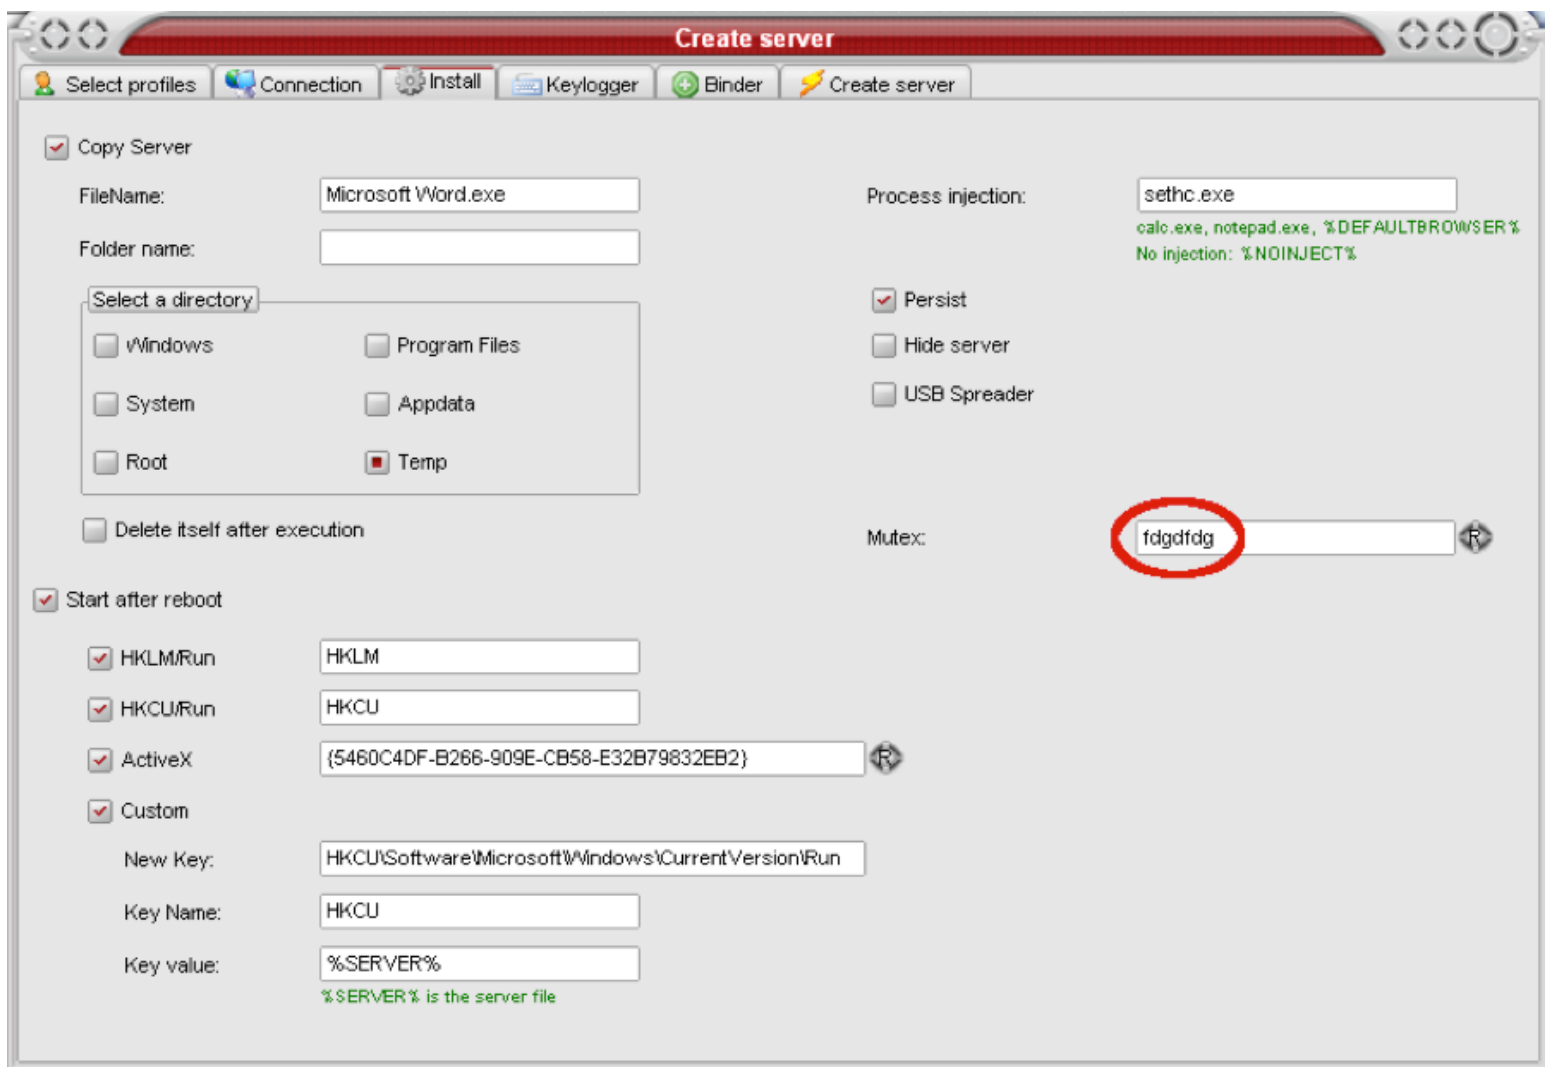 Create server
Select profiles
Connection
Install
Keylogger
Binder
Create server
Copy Server
FileName:
Microsoft Word.exe
Folder name:
Select a directory
Windows
Program Files
System
Appdata
Root
Temp
Delete itself after execution
Process injection:
sethc.exe
calc.exe, notepad.exe, %DEFAULTBROWSER%
No injection: %NOINJECT%
Persist
Hide server
USB Spreader
Mutex:
fdgdfdg
R
Start after reboot
HKLM/Run
HKLM
HKCU/Run
HKCU
ActiveX
{5460C4DF-B266-909E-CB58-E32B79832EB2}
R
Custom
New Key:
HKCU\Software\Microsoft\Windows\CurrentVersion\Run
Key Name:
HKCU
Key value:
%SERVER%
%SERVER% is the server file